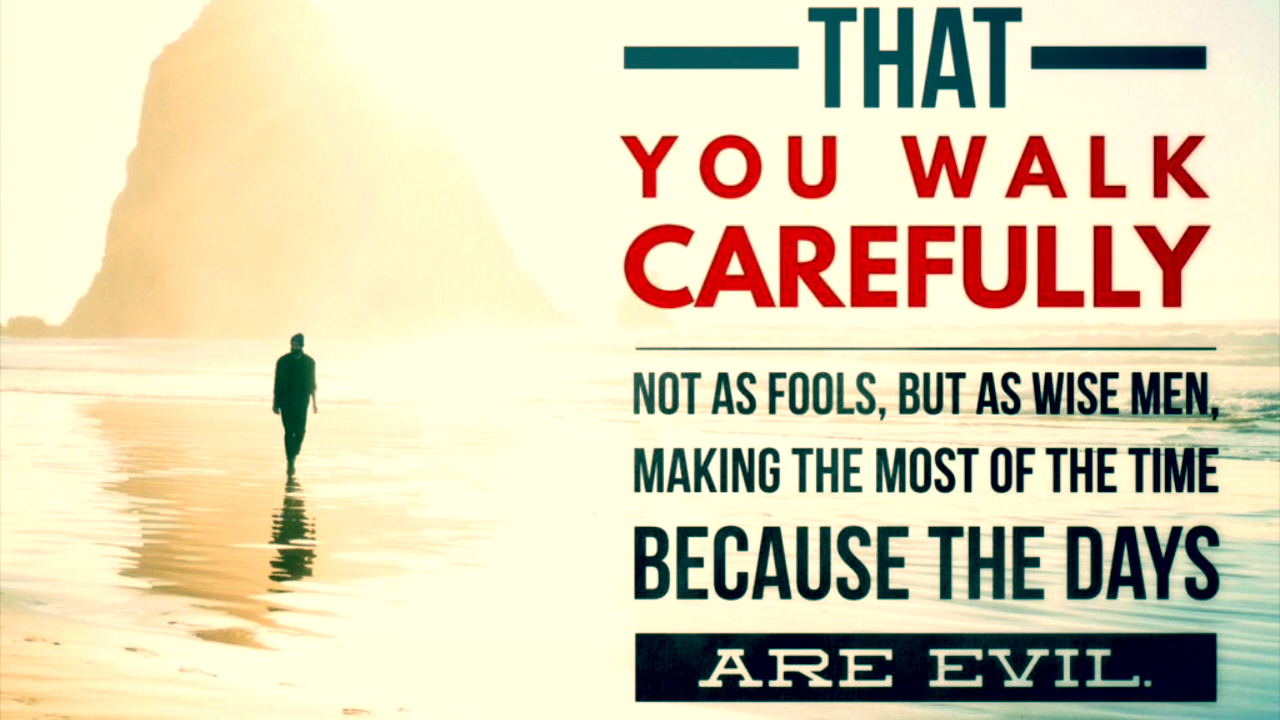 THAT
YOU WALK
CAREFULLY
NOT AS FOOLS, BUT AS WISE MEN,
MAKING THE MOST OF THE TIME
BECAUSE THE DAYS
ARE EVIL.